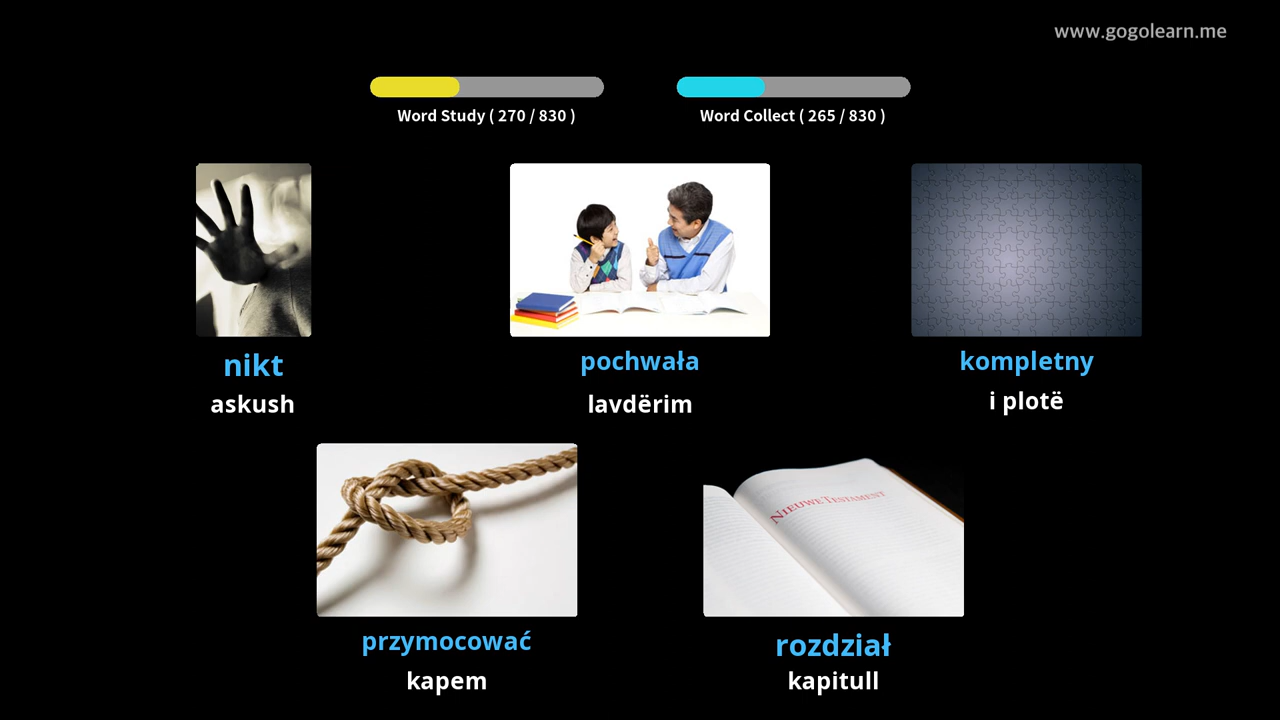 www.gogolearn.me
Word Study ( 270 / 830 )
Word Collect ( 265 / 830 )
nikt
askush
pochwała
lavdërim
kompletny
i plotë
NIEUWE TESTAMENT
przymocować
kapem
rozdział
kapitull